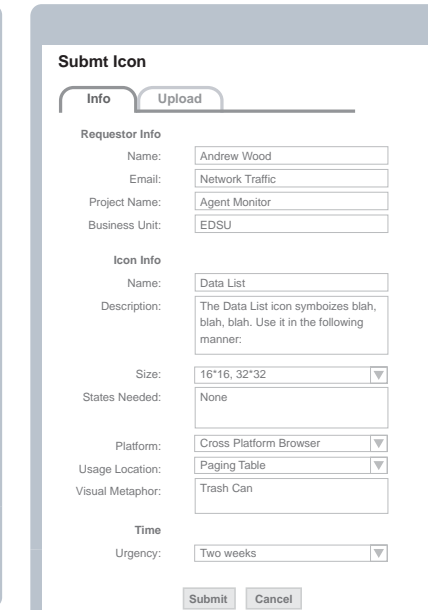 Submt Icon
Info Upload
Requestor Info
Name: Andrew Wood
Email: Network Traffic
Project Name: Agent Monitor
Business Unit: EDSU
Icon Info
Name: Data List
Description: The Data List icon symboizes blah,
blah, blah. Use it in the following
manner:
Size: 16*16, 32*32
States Needed: None
Platform: Cross Platform Browser
Usage Location: Paging Table
Visual Metaphor: Trash Can
Time
Urgency: Two weeks
Submit Cancel